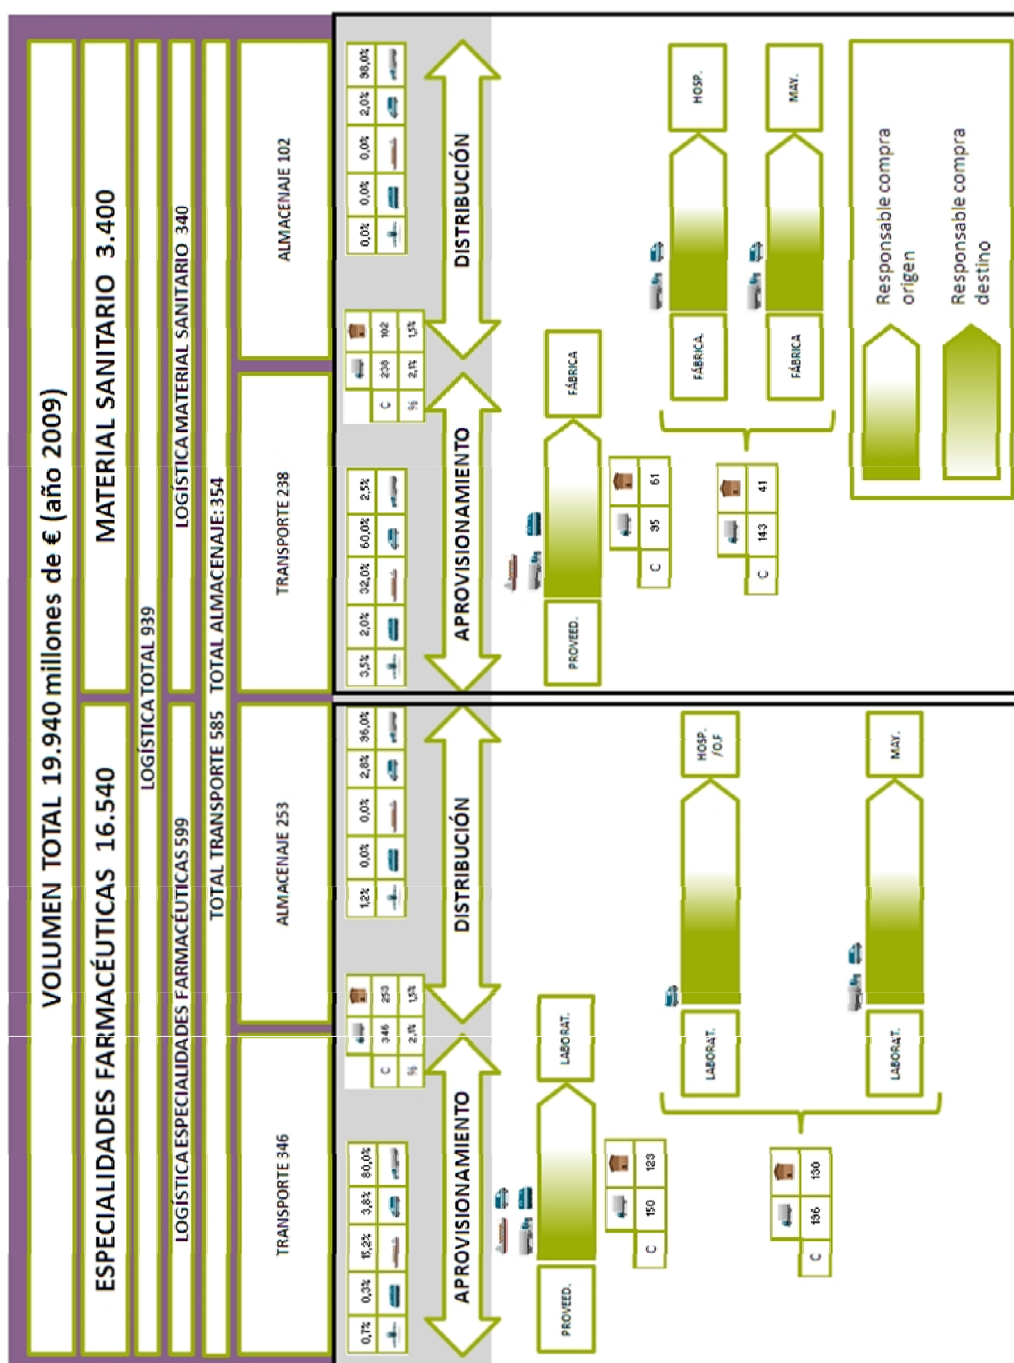 VOLUMEN TOTAL 19.940 millones de € (año 2009)
ESPECIALIDADES FARMACÉUTICAS 16.540
MATERIAL SANITARIO 3.400
LOGÍSTICA TOTAL 939
LOGÍSTICA ESPECIALIDADES FARMACÉUTICAS 599
LOGÍSTICA MATERIAL SANITARIO 340
TOTAL TRANSPORTE 585 TOTAL ALMACENAJE: 354
TRANSPORTE 346
ALMACENAJE 253
TRANSPORTE 238
ALMACENAJE 102
0,7% 0,3% 15,2% 3,8% 80,0%
C 346 253
% 2,1% 1,5%
1,2% 0,0% 0,0% 2,8% 96,0%
3,5% 2,0% 32,0% 60,0% 2,5%
C 238 102
% 2,1% 1,5%
0,0% 0,0% 0,0% 2,0% 98,0%
APROVISIONAMIENTO
DISTRIBUCIÓN
APROVISIONAMIENTO
DISTRIBUCIÓN
PROVEED.
LABORAT.
PROVEED.
FÁBRICA
C 150 123
C 95 61
LABORAT.
HOSP.
/O.F
FÁBRICA.
HOSP.
C 196 130
C 143 41
LABORAT.
MAY.
FÁBRICA
MAY.
Responsable compra
origen
Responsable compra
destino